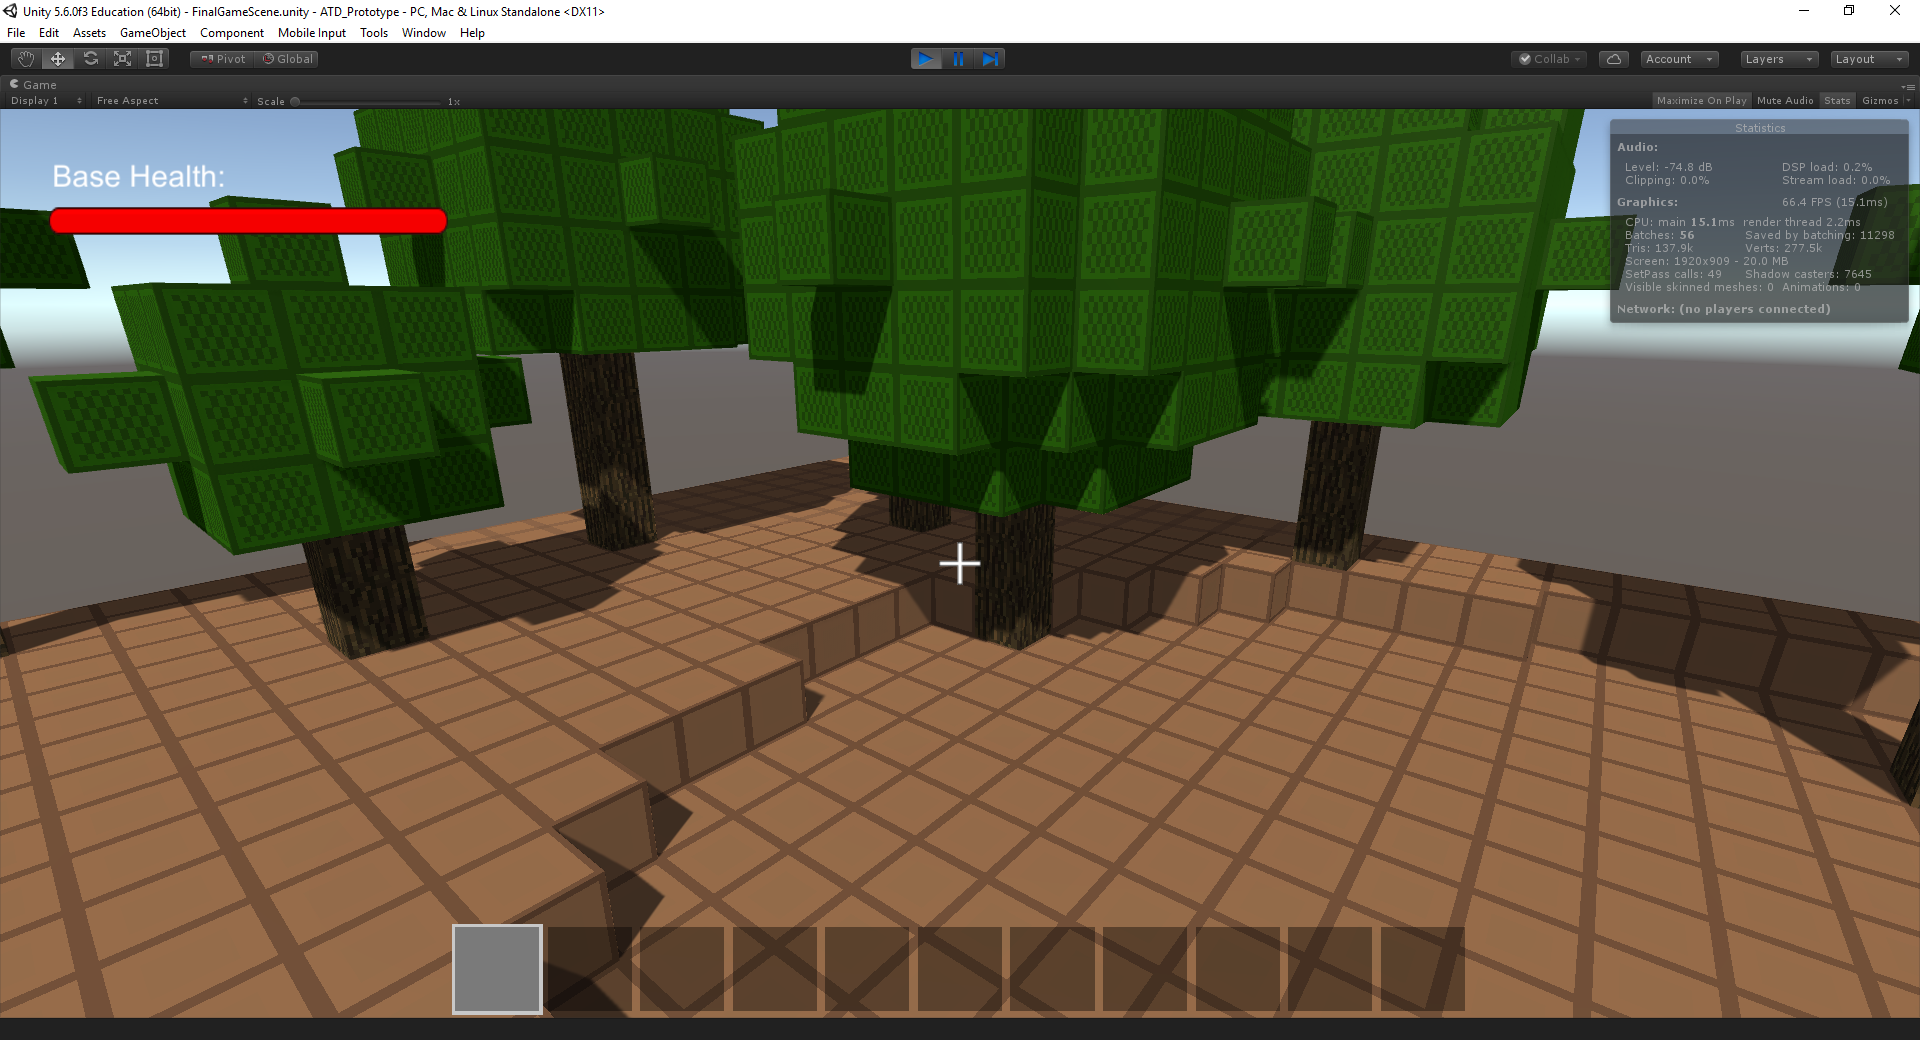 Unity 5.6.0f3 Education (64bit) - FinalGameScene.unity - ATD_Prototype - PC, Mac & Linux Standalone <DX11>
File Edit Assets GameObject Component Mobile Input Tools Window Help
Pivot Global Collab Account Layers Layout
Game
Display 1 Free Aspect Scale 1x Maximize On Play Mute Audio Stats Gizmos
Base Health:
Statistics
Audio:
Level: -74.8 dB DSP load: 0.2%
Clipping: 0.0% Stream load: 0.0%
Graphics: 66.4 FPS (15.1ms)
CPU: main 15.1ms render thread 2.2ms
Batches: 56 Saved by batching: 11298
Tris: 137.9k Verts: 277.5k
Screen: 1920x909 - 20.0 MB
SetPass calls: 49 Shadow casters: 7645
Visible skinned meshes: 0 Animations: 0
Network: (no players connected)